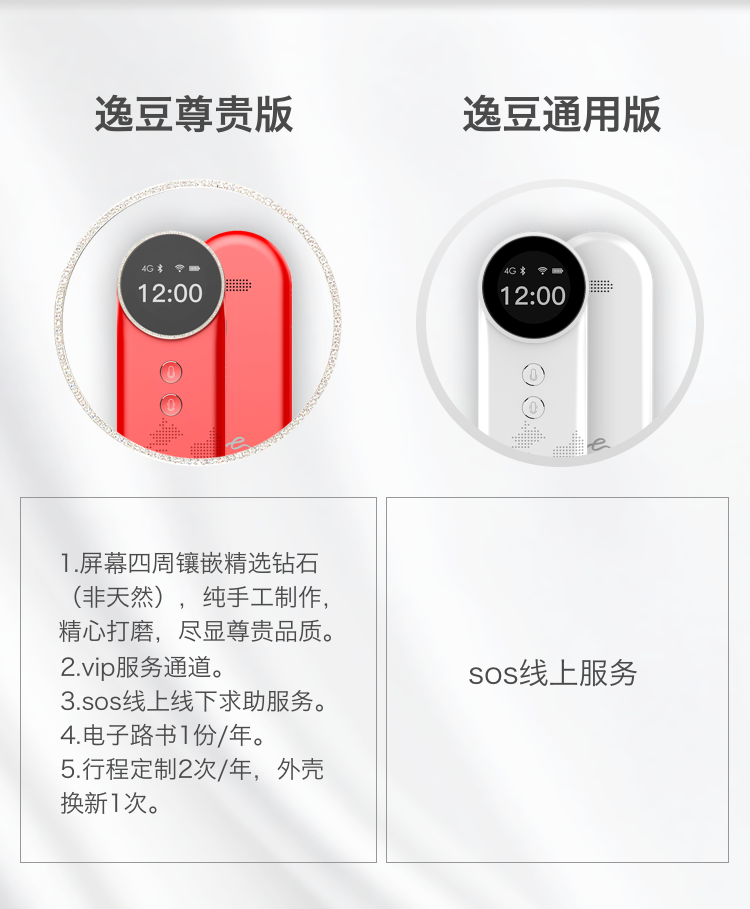 逸豆尊贵版
逸豆通用版
4G
12:00
4G
12:00
1.屏幕四周镶嵌精选钻石
（非天然），纯手工制作，
精心打磨，尽显尊贵品质。
2.vip服务通道。
3.sos线上线下求助服务。
4.电子路书1份/年。
5.行程定制2次/年，外壳
换新1次。
sos线上服务